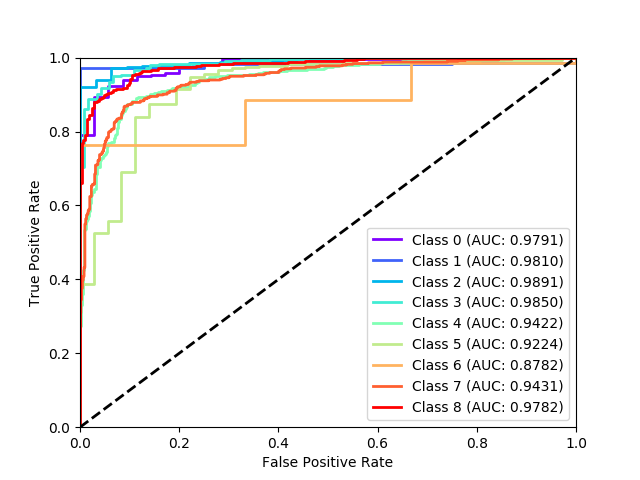 1.0
0.8
0.6
0.4
0.2
0.0
True Positive Rate
0.0 0.2 0.4 0.6 0.8 1.0
False Positive Rate
Class 0 (AUC: 0.9791)
Class 1 (AUC: 0.9810)
Class 2 (AUC: 0.9891)
Class 3 (AUC: 0.9850)
Class 4 (AUC: 0.9422)
Class 5 (AUC: 0.9224)
Class 6 (AUC: 0.8782)
Class 7 (AUC: 0.9431)
Class 8 (AUC: 0.9782)